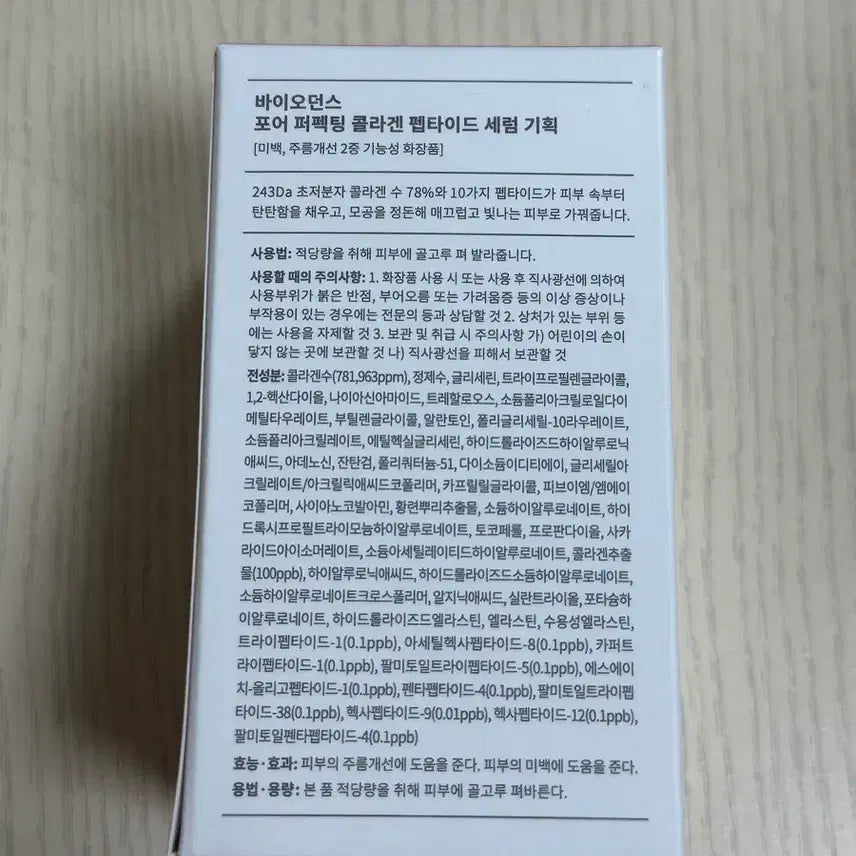 바이오던스
포어 퍼펙팅 콜라겐 펩타이드 세럼 기획
[미백, 주름개선 2중 기능성 화장품]
243Da 초저분자 콜라겐 수 78%와 10가지 펩타이드가 피부 속부터
탄탄함을 채우고, 모공을 정돈해 매끄럽고 빛나는 피부로 가꿔줍니다.
사용법: 적당량을 취해 피부에 골고루 펴 발라줍니다.
사용할 때의 주의사항: 1. 화장품 사용 시 또는 사용 후 직사광선에 의하여
사용부위가 붉은 반점, 부어오름 또는 가려움증 등의 이상 증상이나
부작용이 있는 경우에는 전문의 등과 상담할 것 2. 상처가 있는 부위 등
에는 사용을 자제할 것 3. 보관 및 취급 시 주의사항 가) 어린이의 손이
닿지 않는 곳에 보관할 것 나) 직사광선을 피해서 보관할 것
전성분: 콜라겐수(781,963ppm), 정제수, 글리세린, 트라이프로필렌글라이콜,
1,2-헥산다이올, 나이아신아마이드, 트레할로오스, 소듐폴리아크릴로일다이
메틸타우레이트, 부틸렌글라이콜, 알란토인, 폴리글리세릴-10라우레이트,
소듐폴리아크릴레이트, 에틸헥실글리세린, 하이드롤라이즈드하이알루로닉
애씨드, 아데노신, 잔탄검, 폴리쿼터늄-51, 다이소듐이디티에이, 글리세릴아
크릴레이트/아크릴릭애씨드코폴리머, 카프릴릴글라이콜, 피브이엠/엠에이
코폴리머, 사이아노코발아민, 황련뿌리추출물, 소듐하이알루로네이트, 하이
드록시프로필트라이모늄하이알루로네이트, 토코페롤, 프로판다이올, 사카
라이드아이소머레이트, 소듐아세틸레이티드하이알루로네이트, 콜라겐추출
물(100ppb), 하이알루로닉애씨드, 하이드롤라이즈드소듐하이알루로네이트,
소듐하이알루로네이트크로스폴리머, 알지닉애씨드, 실란트라이올, 포타슘하
이알루로네이트, 하이드롤라이즈드엘라스틴, 엘라스틴, 수용성엘라스틴,
트라이펩타이드-1(0.1ppb), 아세틸헥사펩타이드-8(0.1ppb), 카퍼트
라이펩타이드-1(0.1ppb), 팔미토일트라이펩타이드-5(0.1ppb), 에스에이
치-올리고펩타이드-1(0.1ppb), 펜타펩타이드-4(0.1ppb), 팔미토일트라이펩
타이드-38(0.1ppb), 헥사펩타이드-9(0.01ppb), 헥사펩타이드-12(0.1ppb),
팔미토일펜타펩타이드-4(0.1ppb)
효능·효과: 피부의 주름개선에 도움을 준다. 피부의 미백에 도움을 준다.
용법·용량: 본 품 적당량을 취해 피부에 골고루 펴바른다.